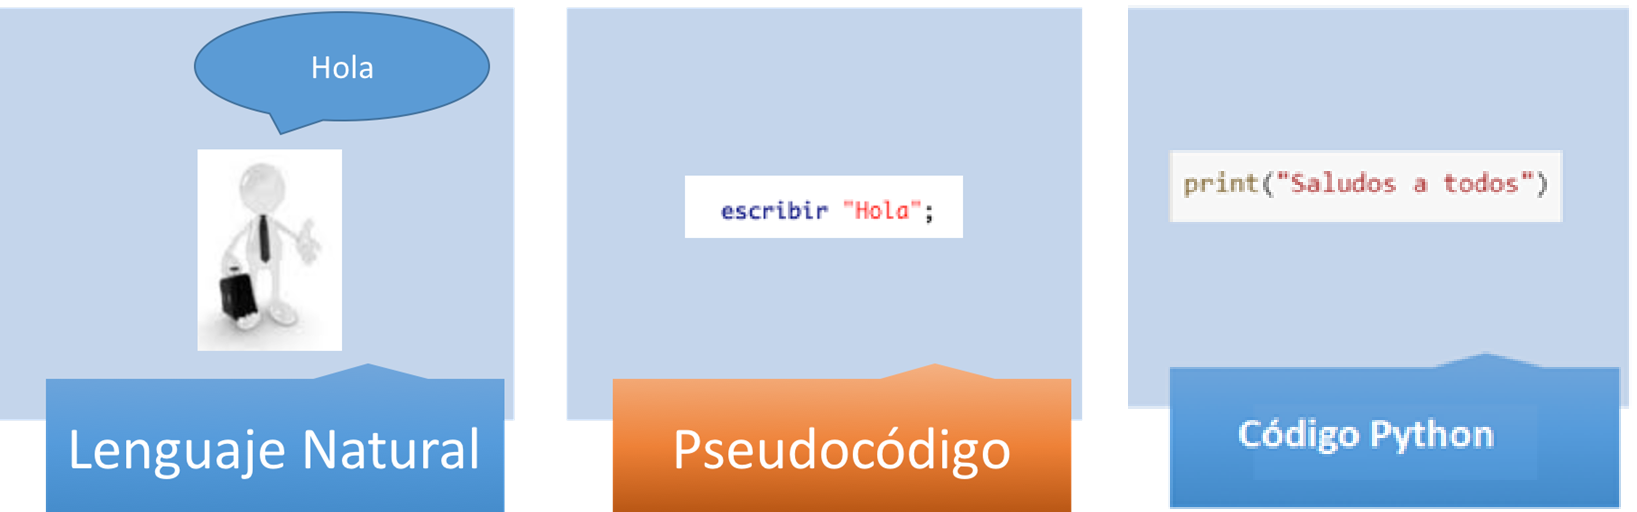 Hola
Lenguaje Natural
escribir "Hola";
Pseudocódigo
print("Saludos a todos")
Código Python